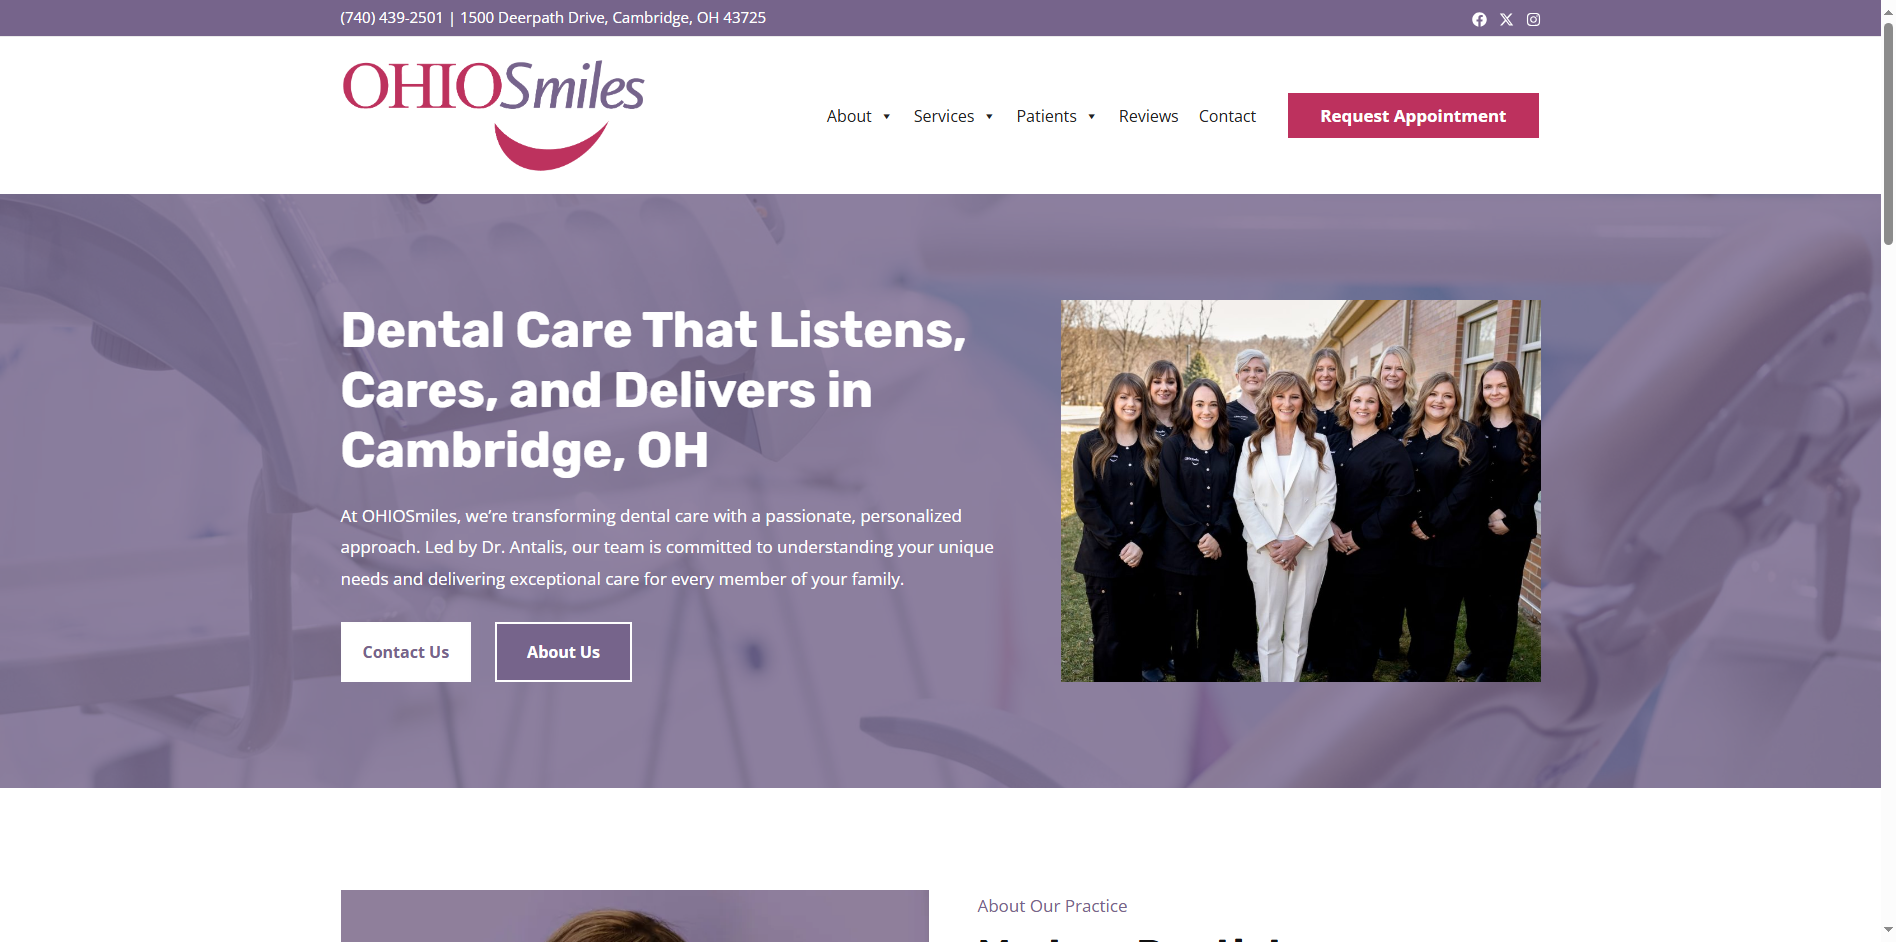 (740) 439-2501 | 1500 Deerpath Drive, Cambridge, OH 43725
OHIOSmiles
About
Services
Patients
Reviews
Contact
Request Appointment
Dental Care That Listens,
Cares, and Delivers in
Cambridge, OH
At OHIOSmiles, we’re transforming dental care with a passionate, personalized
approach. Led by Dr. Antalis, our team is committed to understanding your unique
needs and delivering exceptional care for every member of your family.
Contact Us
About Us
About Our Practice